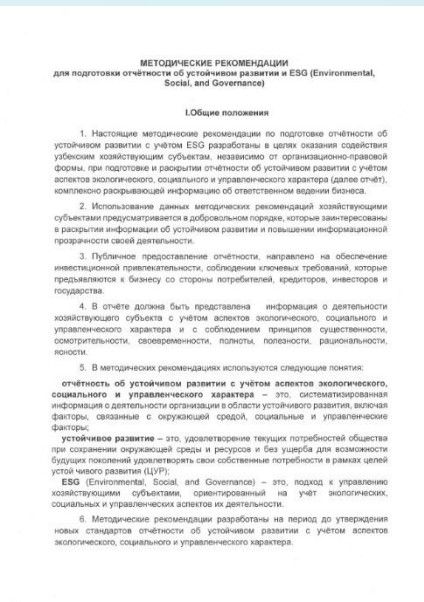 МЕТОДИЧЕСКИЕ РЕКОМЕНДАЦИИ
для подготовки отчётности об устойчивом развитии и ESG (Environmental,
Social, and Governance)
I.Общие положения
1. Настоящие методические рекомендации по подготовке отчётности об
устойчивом развитии с учётом ESG разработаны в целях оказания содействия
узбекским хозяйствующим субъектам, независимо от организационно-правовой
формы, при подготовке и раскрытии отчётности об устойчивом развитии с учётом
аспектов экологического, социального и управленческого характера (далее отчёт),
комплексно раскрывающей информацию об ответственном ведении бизнеса.
2. Использование данных методических рекомендаций хозяйствующими
субъектами предусматривается в добровольном порядке, которые заинтересованы
в раскрытии информации об устойчивом развитии и повышении информационной
прозрачности своей деятельности.
3. Публичное предоставление отчётности, направлено на обеспечение
инвестиционной привлекательности, соблюдении ключевых требований, которые
предъявляются к бизнесу со стороны потребителей, кредиторов, инвесторов и
государства.
4. В отчёте должна быть представлена информация о деятельности
хозяйствующего субъекта с учётом аспектов экологического, социального и
управленческого характера и с соблюдением принципов существенности,
осмотрительности, своевременности, полноты, полезности, рациональности,
ясности.
5. В методических рекомендациях используются следующие понятия:
отчётность об устойчивом развитии с учётом аспектов экологического,
социального и управленческого характера – это, систематизированная
информация о деятельности организации в области устойчивого развития, включая
факторы, связанные с окружающей средой, социальные и управленческие
факторы;
устойчивое развитие – это, удовлетворение текущих потребностей общества
при сохранении окружающей среды и ресурсов и без ущерба для возможности
будущих поколений удовлетворять свои собственные потребности в рамках целей
устой чивого развития (ЦУР);
ESG (Environmental, Social, and Governance) – это, подход к управлению
хозяйствующими субъектами, ориентированный на учёт экологических,
социальных и управленческих аспектов их деятельности.
6. Методические рекомендации разработаны на период до утверждения
новых стандартов отчётности об устойчивом развитии с учётом аспектов
экологического, социального и управленческого характера.